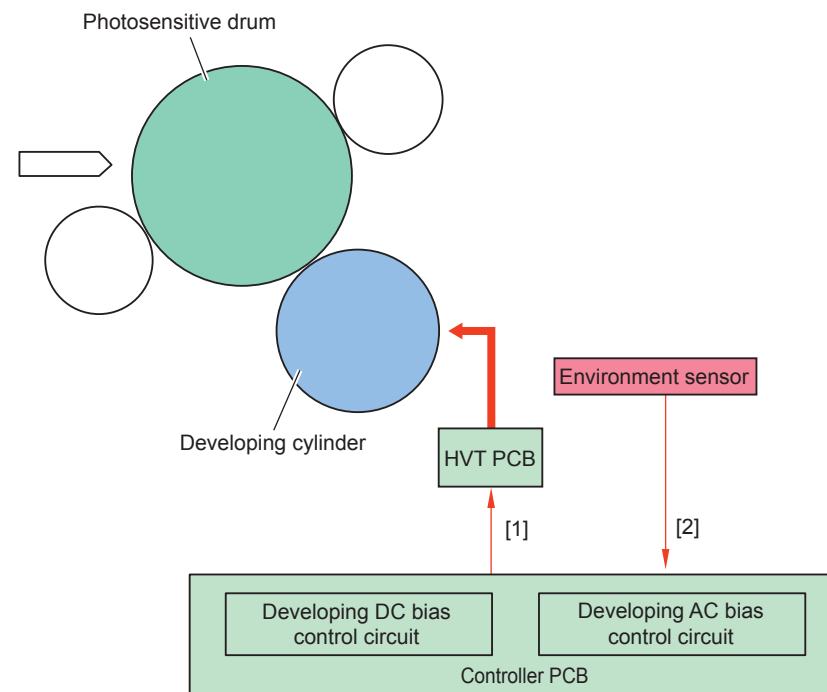 Photosensitive drum
Environment sensor
Developing cylinder
HVT PCB
[1]
[2]
Developing DC bias
control circuit
Developing AC bias
control circuit
Controller PCB